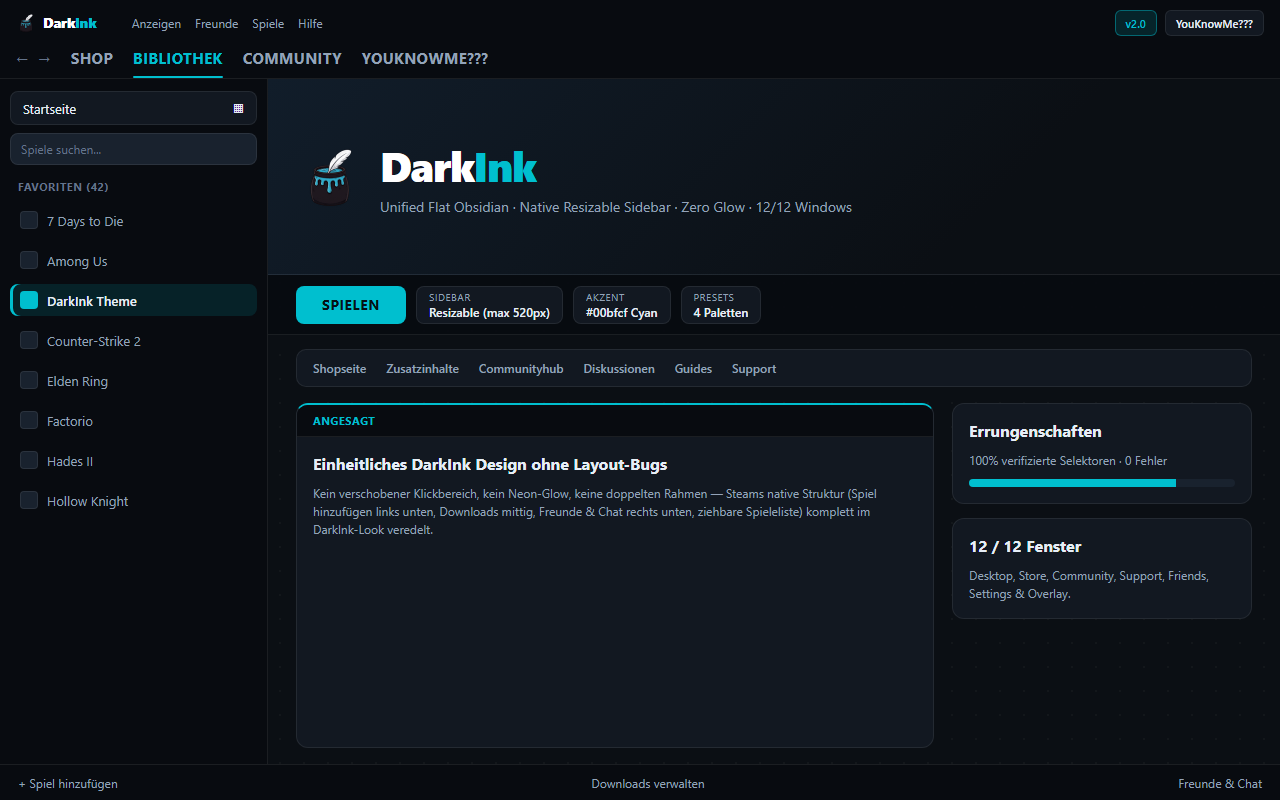 DarkInk Anzeigen Freunde Spiele Hilfe v2.0 YouKnowMe???
← → SHOP BIBLIOTHEK COMMUNITY YOUKNOWME???
Startseite
Spiele suchen...
FAVORITEN (42)
7 Days to Die
Among Us
DarkInk Theme
Counter-Strike 2
Elden Ring
Factorio
Hades II
Hollow Knight
DarkInk
Unified Flat Obsidian · Native Resizable Sidebar · Zero Glow · 12/12 Windows
SPIELEN
SIDEBAR
Resizable (max 520px)
AKZENT
#00bfcf Cyan
PRESETS
4 Paletten
Shopseite Zusatzinhalte Communityhub Diskussionen Guides Support
ANGESAGT
Einheitliches DarkInk Design ohne Layout-Bugs
Kein verschobener Klickbereich, kein Neon-Glow, keine doppelten Rahmen — Steams native Struktur (Spiel
hinzufügen links unten, Downloads mittig, Freunde & Chat rechts unten, ziehbare Spieleliste) komplett im
DarkInk-Look veredelt.
Errungenschaften
100% verifizierte Selektoren · 0 Fehler
12 / 12 Fenster
Desktop, Store, Community, Support, Friends,
Settings & Overlay.
+ Spiel hinzufügen Downloads verwalten Freunde & Chat